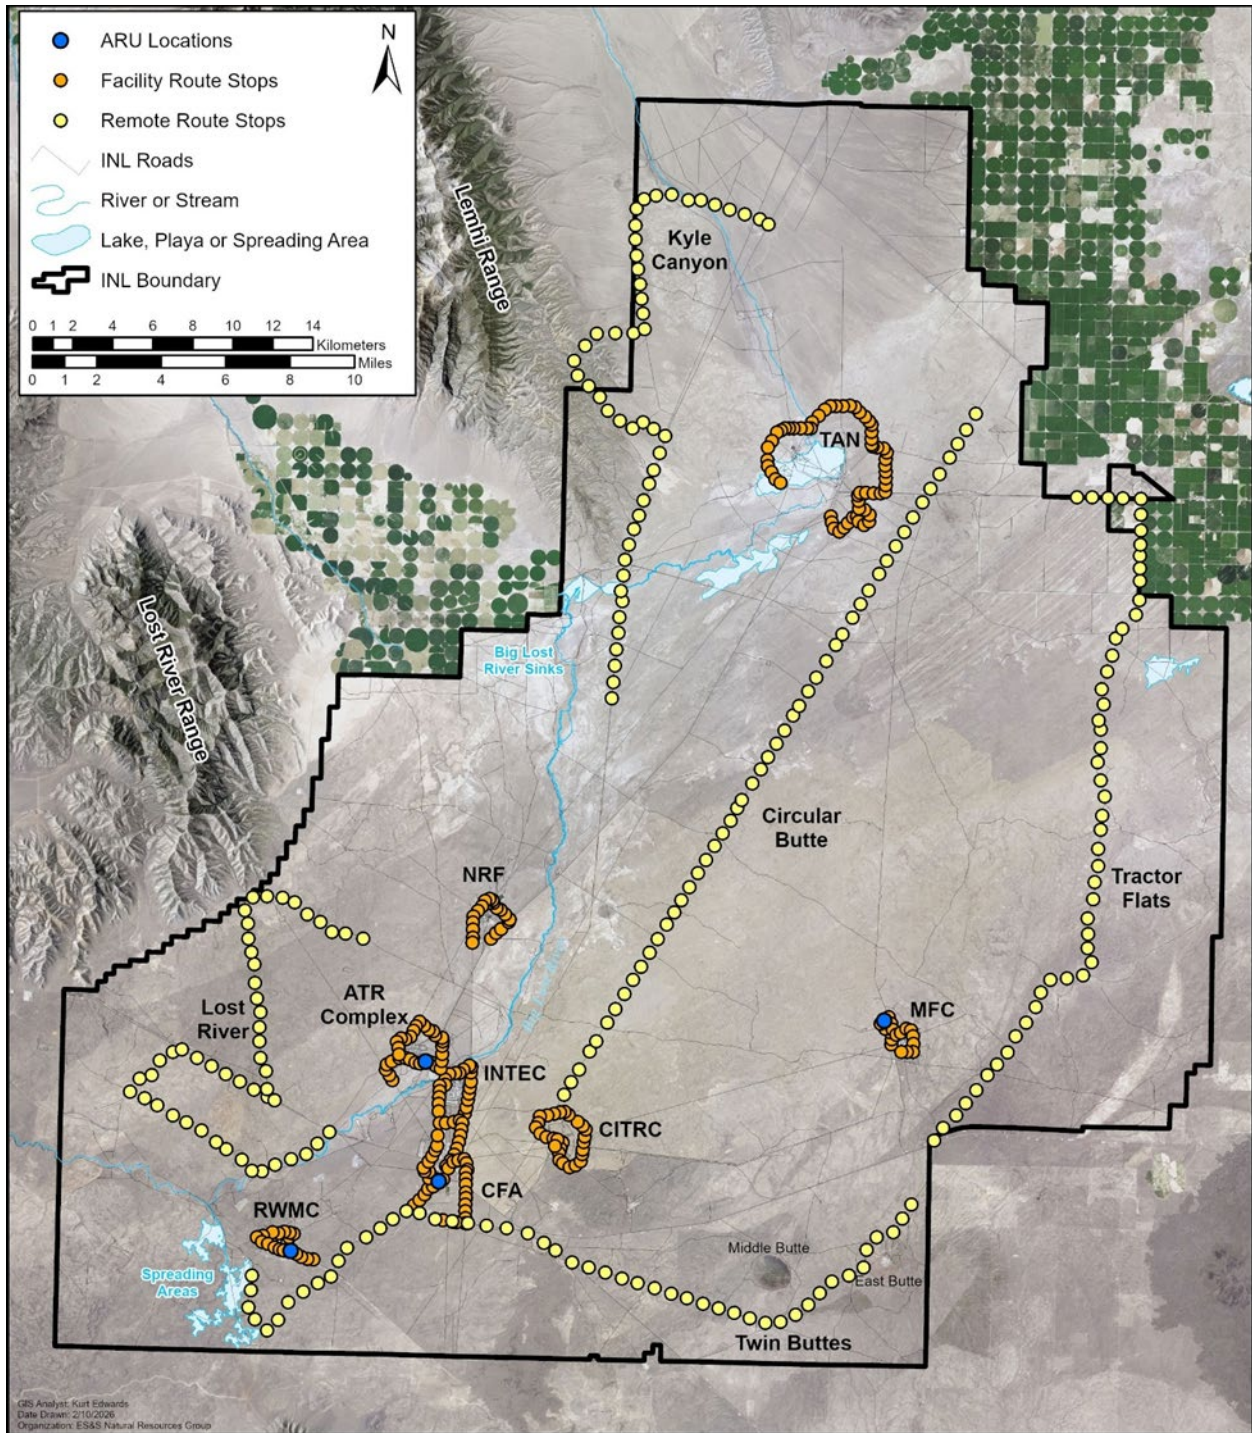 ARU Locations
Facility Route Stops
Remote Route Stops
INL Roads
River or Stream
Lake, Playa or Spreading Area
INL Boundary
0 1 2 4 6 8 10 12 14
Kilometers
Miles
0 1 2 4 6 8 10
N
Lemhi Range
Kyle
Canyon
TAN
Lost River Range
Big Lost
River Sinks
Circular
Butte
Tractor
Flats
NRF
ATR
Complex
Lost
River
MFC
INTEC
CITRC
CFA
RWMC
Spreading
Areas
Middle Butte
East Butte
Twin Buttes
GIS Analyst: Kurt Edwards
Date Drawn: 2/10/2026
Organization: ES&S Natural Resources Group